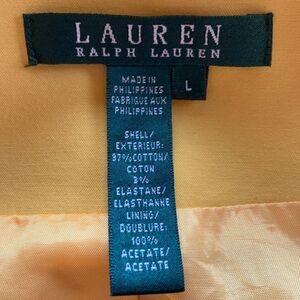 LAUREN
RALPH LAUREN
L
MADE IN
PHILIPPINES
FABRIQUE AUX
PHILIPPINES
SHELL/
EXTERIEUR:
97%COTTON/
COTON
3%
ELASTANE/
ELASTHANNE
LINING/
DOUBLURE:
100%
ACETATE/
ACETATE